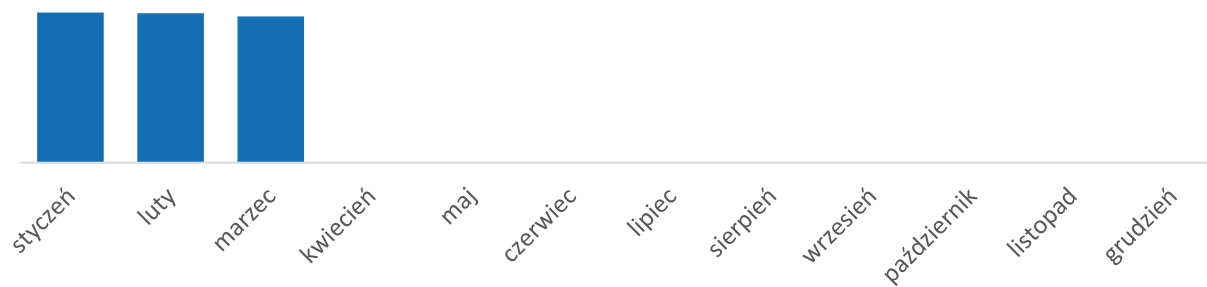 styczeń
luty
marzec
kwiecień
maj
czerwiec
lipiec
sierpień
wrzesień
październik
listopad
grudzień